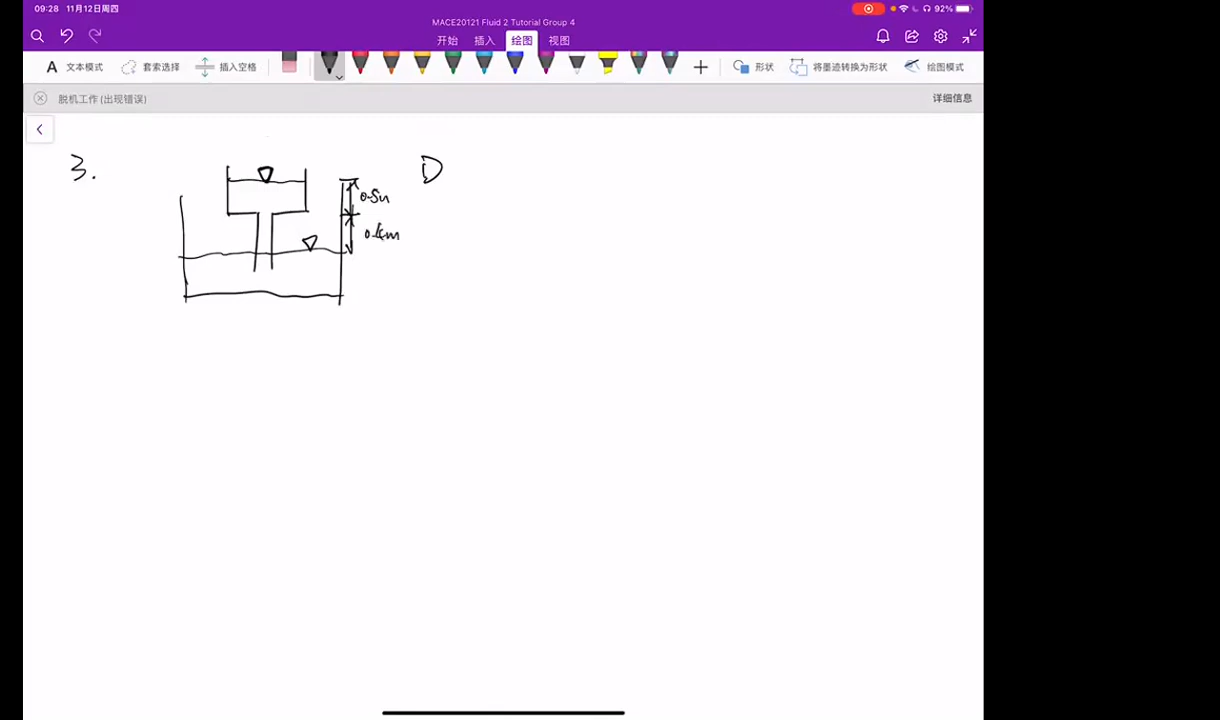 09:28 11月12日周四
92%
MACE20121 Fluid 2 Tutorial Group 4
开始 插入 绘图 视图
文本模式 套索选择 插入空格 形状 将墨迹转换为形状 绘图模式
脱机工作 (出现错误) 详细信息
3. D
0.5m
0.4m